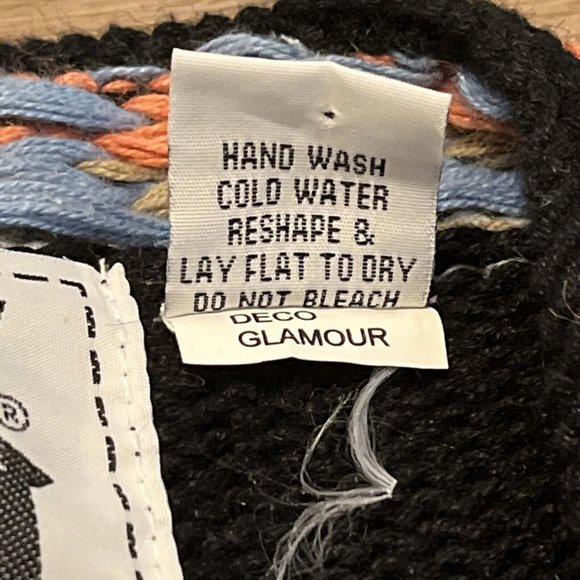 HAND WASH
COLD WATER
RESHAPE &
LAY FLAT TO DRY
DO NOT BLEACH
DECO
GLAMOUR
®